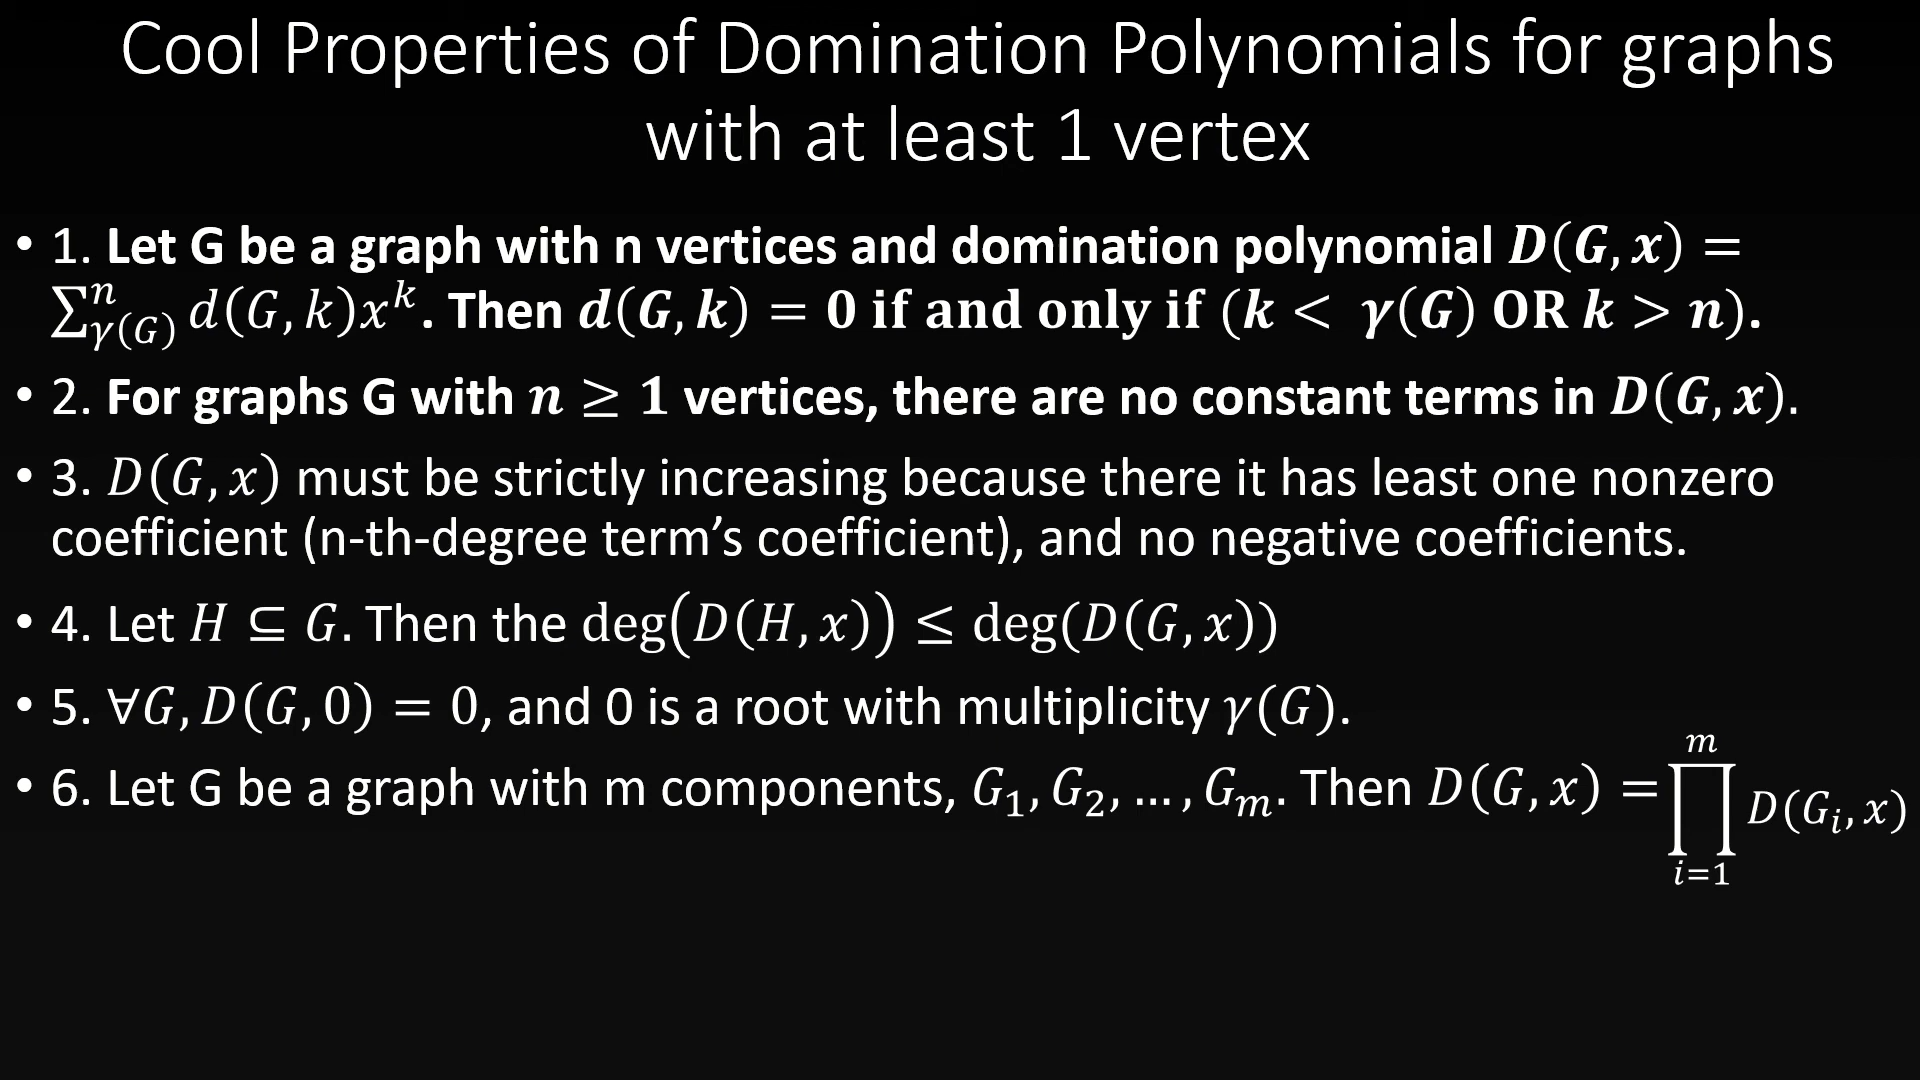 Cool Properties of Domination Polynomials for graphs
with at least 1 vertex
• 1. Let G be a graph with n vertices and domination polynomial D(G, x) =
∑ⁿ_γ(G) d(G, k)xᵏ. Then d(G, k) = 0 if and only if (k < γ(G) OR k > n).
• 2. For graphs G with n ≥ 1 vertices, there are no constant terms in D(G, x).
• 3. D(G, x) must be strictly increasing because there it has least one nonzero
coefficient (n-th-degree term’s coefficient), and no negative coefficients.
• 4. Let H ⊆ G. Then the deg(D(H, x)) ≤ deg(D(G, x))
• 5. ∀G, D(G, 0) = 0, and 0 is a root with multiplicity γ(G).
• 6. Let G be a graph with m components, G₁, G₂, … , Gₘ. Then D(G, x) = ∏_{i=1}^{m} D(Gᵢ, x)